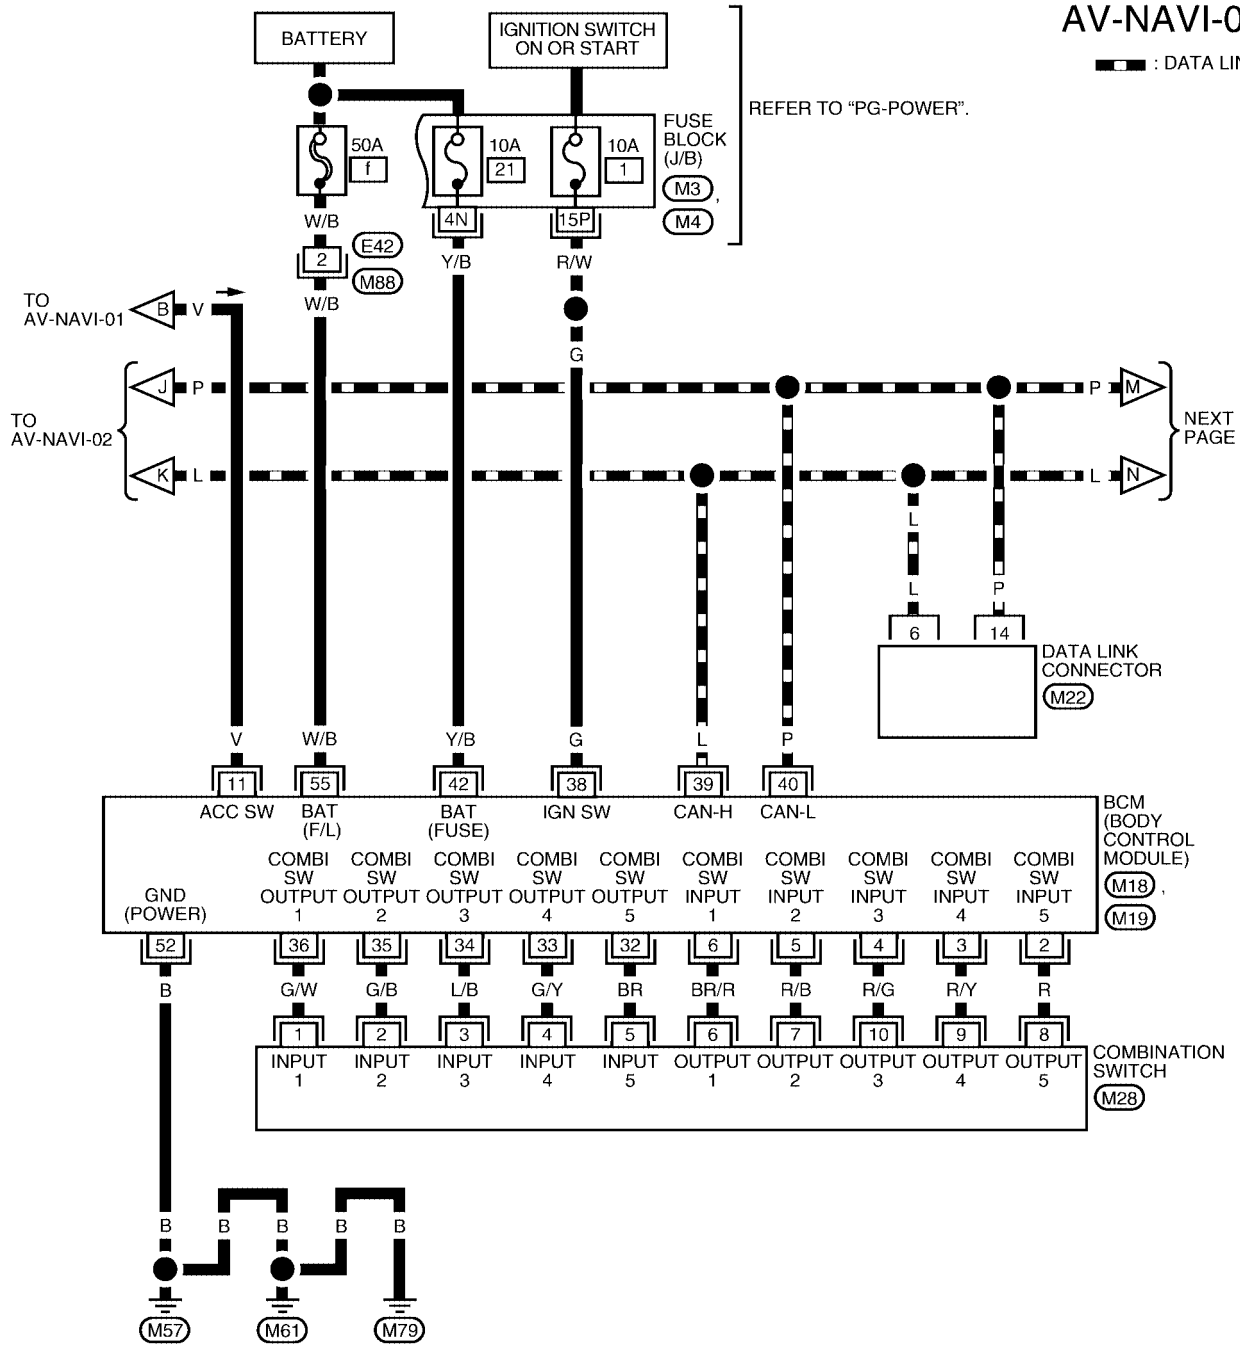 AV-NAVI-0
: DATA LIN
BATTERY
IGNITION SWITCH
ON OR START
REFER TO “PG-POWER”.
50A
f
10A
21
10A
1
FUSE
BLOCK
(J/B)
M3 ,
M4
W/B
4N
15P
2
E42
M88
Y/B
R/W
W/B
TO
AV-NAVI-01
B
V
G
TO
AV-NAVI-02
J
P
P
M
K
L
L
N
NEXT
PAGE
L
L
P
6
14
DATA LINK
CONNECTOR
M22
V
W/B
Y/B
G
L
P
11
55
42
38
39
40
ACC SW
BAT
(F/L)
BAT
(FUSE)
IGN SW
CAN-H
CAN-L
BCM
(BODY
CONTROL
MODULE)
M18 ,
M19
GND
(POWER)
COMBI
SW
OUTPUT
1
COMBI
SW
OUTPUT
2
COMBI
SW
OUTPUT
3
COMBI
SW
OUTPUT
4
COMBI
SW
OUTPUT
5
COMBI
SW
INPUT
1
COMBI
SW
INPUT
2
COMBI
SW
INPUT
3
COMBI
SW
INPUT
4
COMBI
SW
INPUT
5
52
36
35
34
33
32
6
5
4
3
2
B
G/W
G/B
L/B
G/Y
BR
BR/R
R/B
R/G
R/Y
R
1
2
3
4
5
6
7
10
9
8
INPUT
1
INPUT
2
INPUT
3
INPUT
4
INPUT
5
OUTPUT
1
OUTPUT
2
OUTPUT
3
OUTPUT
4
OUTPUT
5
COMBINATION
SWITCH
M28
B
B
B
B
B
M57
M61
M79